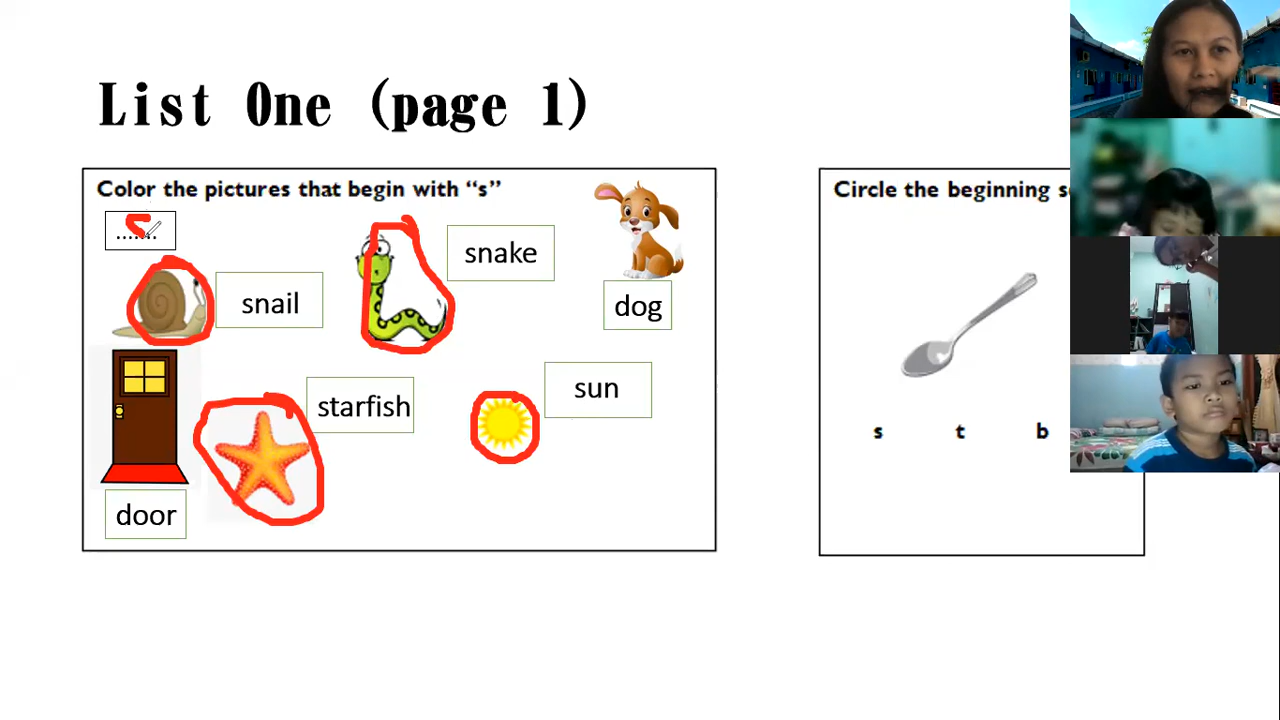 List One (page 1)
Color the pictures that begin with “s”
.......
snail
snake
dog
door
starfish
sun
Circle the beginning s
s t b